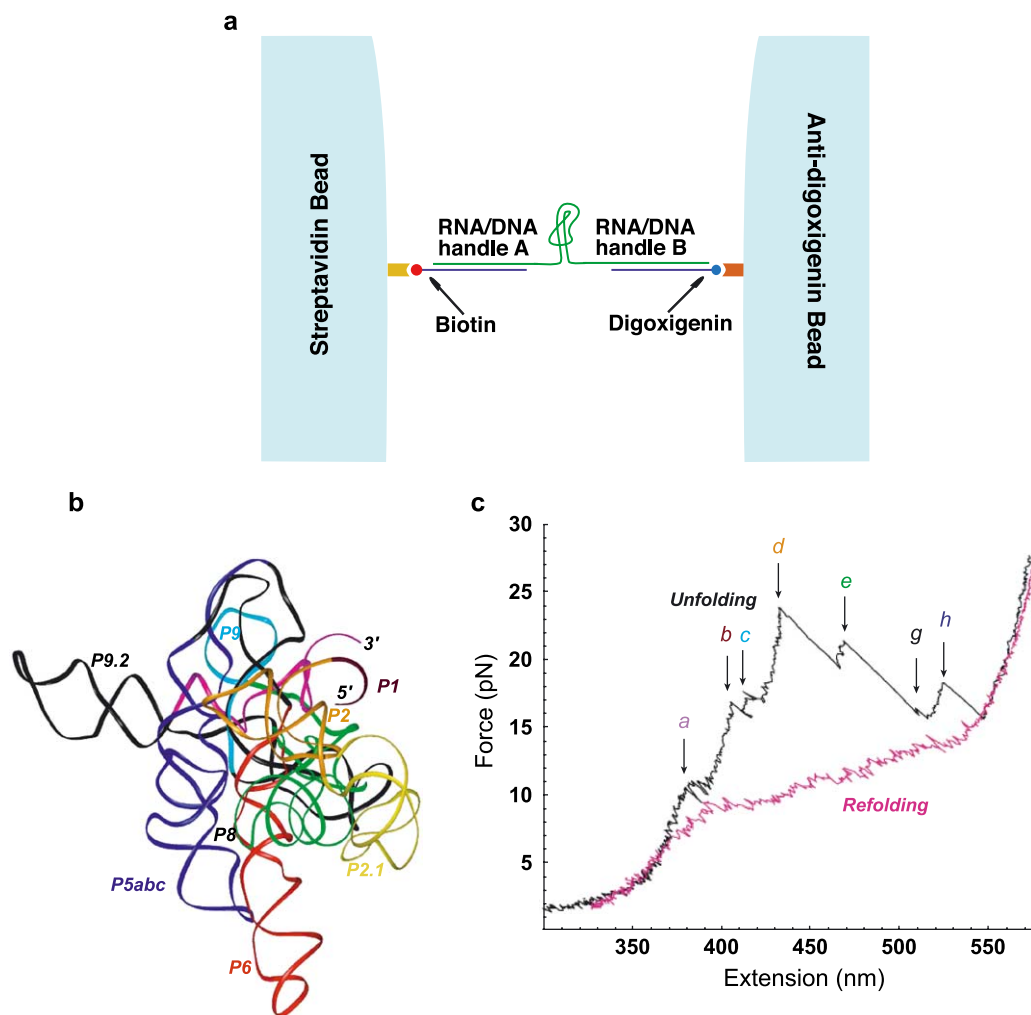 a
Streptavidin Bead
RNA/DNA
handle A
RNA/DNA
handle B
Biotin
Digoxigenin
Anti-digoxigenin Bead
b
P9
3'
P9.2
5'
P1
P2
P8
P2.1
P5abc
P6
c
30
25
20
15
10
5
Force (pN)
d
e
Unfolding
b
c
g
h
a
Refolding
350
400
450
500
550
Extension (nm)